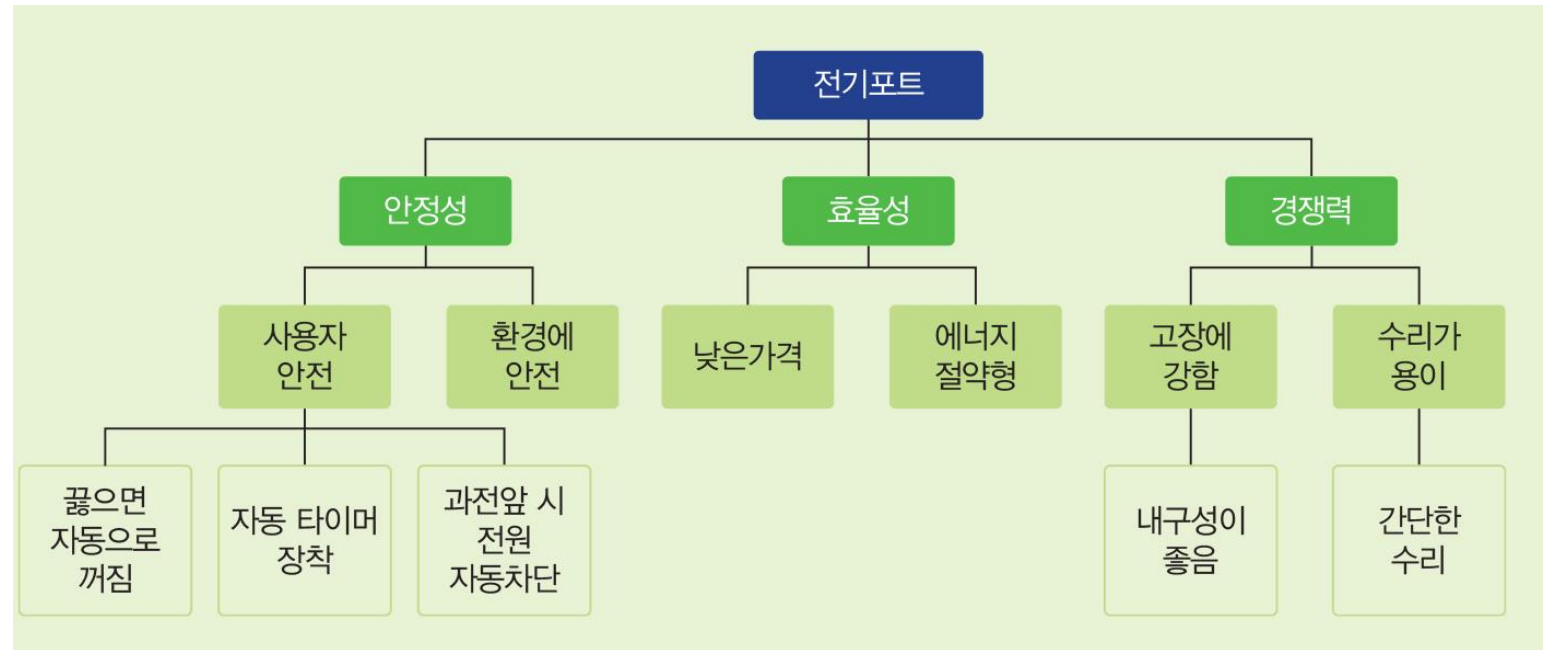 전기포트
안정성
효율성
경쟁력
사용자
안전
환경에
안전
낮은가격
에너지
절약형
고장에
강함
수리가
용이
끓으면
자동으로
꺼짐
자동 타이머
장착
과전앞 시
전원
자동차단
내구성이
좋음
간단한
수리